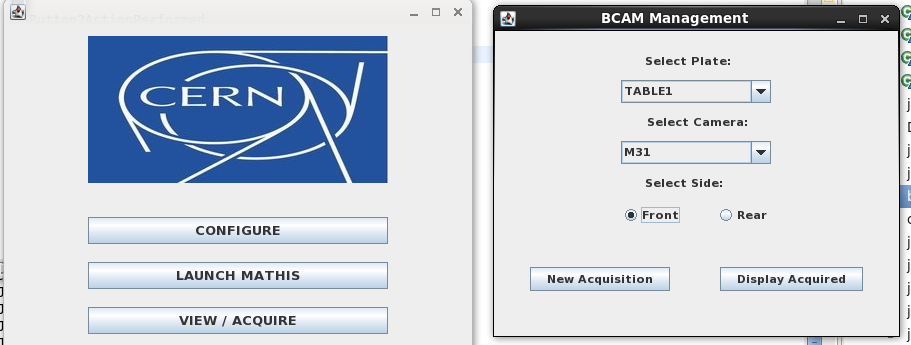 CERN
CONFIGURE
LAUNCH MATHIS
VIEW / ACQUIRE
BCAM Management
Select Plate:
TABLE1
Select Camera:
M31
Select Side:
Front Rear
New Acquisition Display Acquired